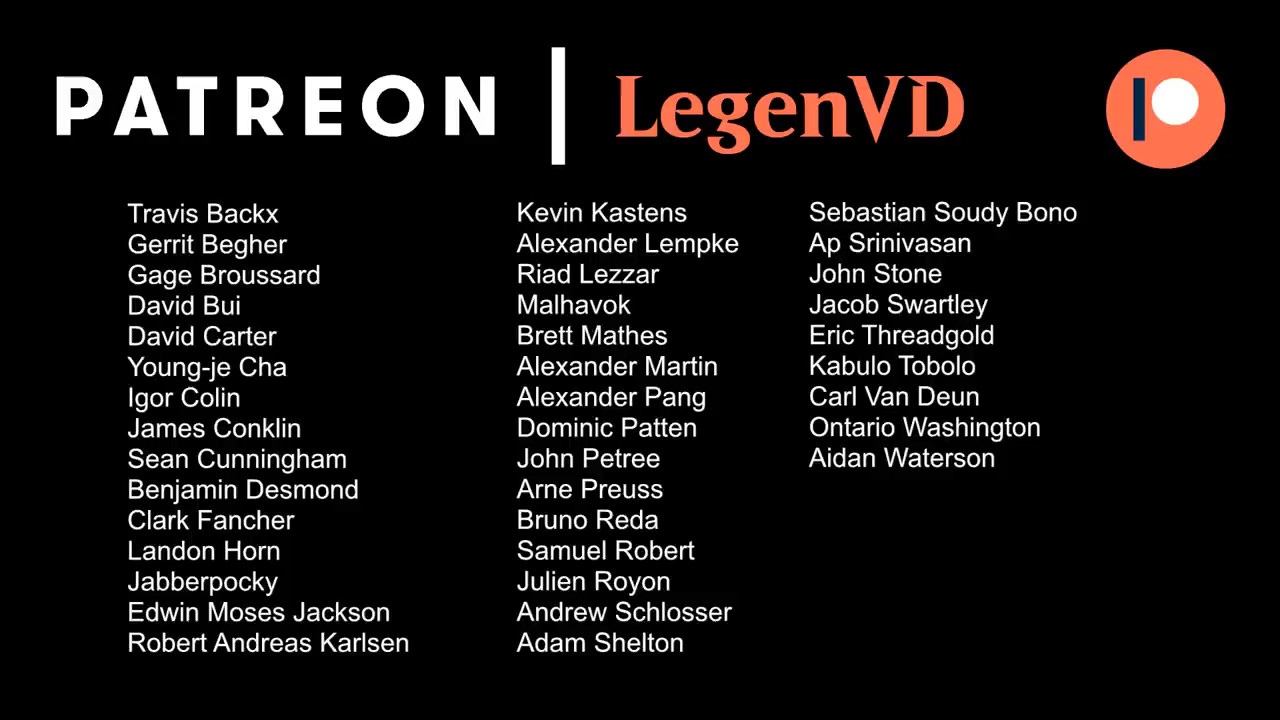 PATREON | LegenVD
Travis Backx
Gerrit Begher
Gage Broussard
David Bui
David Carter
Young-je Cha
Igor Colin
James Conklin
Sean Cunningham
Benjamin Desmond
Clark Fancher
Landon Horn
Jabberpocky
Edwin Moses Jackson
Robert Andreas Karlsen
Kevin Kastens
Alexander Lempke
Riad Lezzar
Malhavok
Brett Mathes
Alexander Martin
Alexander Pang
Dominic Patten
John Petree
Arne Preuss
Bruno Reda
Samuel Robert
Julien Royon
Andrew Schlosser
Adam Shelton
Sebastian Soudy Bono
Ap Srinivasan
John Stone
Jacob Swartley
Eric Threadgold
Kabulo Tobolo
Carl Van Deun
Ontario Washington
Aidan Waterson